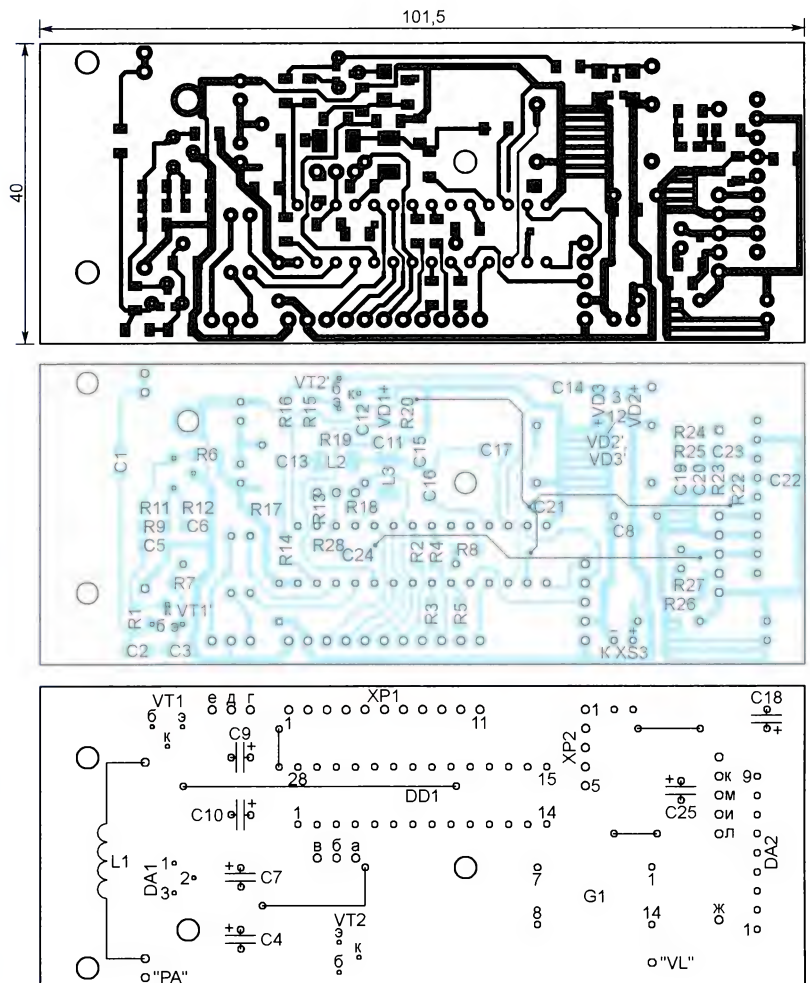 101,5
40
VT2'
э
к
R16
R15
C12
VD1+
R20
C14
+VD3
э
12
VD2+
VD2'
VD3'
R24
R25
C23
C1
R6
R19
C11
C13
L2
C15
C17
L3
C16
C19
C20
R23
R22
C22
R11
R12
R9
C6
C5
R17
R13
R18
C21
C8
R14
R28
C24
R2
R4
R8
R7
R27
R26
R1
VT1'
б э
R3
R5
C2
C3
К XS3
VT1
е д г
XP1
C18
б
э
1
11
1
+
к
C9
+
XP2
28
15
5
к
9
DD1
C25
+
м
C10
+
1
14
и
л
в б а
DA2
L1
DA1
1
2
3
C7
+
7
1
G1
8
14
ж
1
C4
+
VT2
э
к
б
"PA"
"VL"